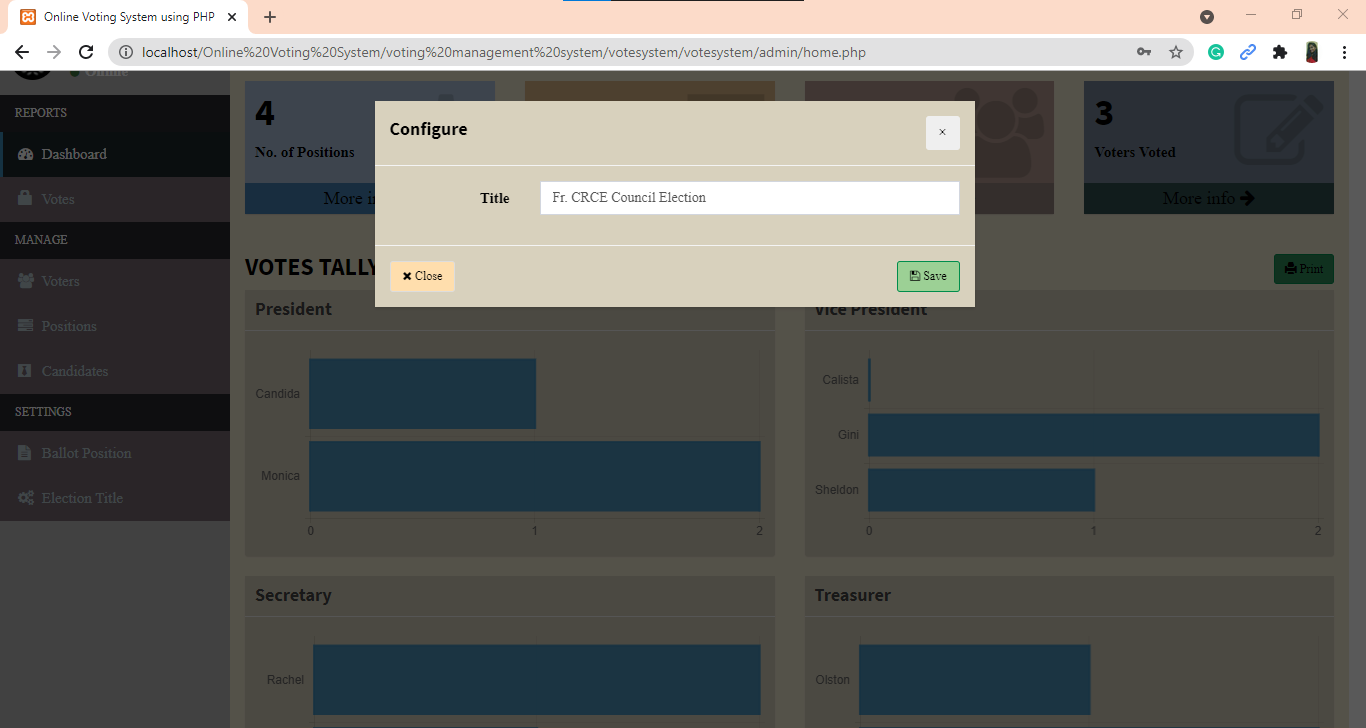 Online Voting System using PHP
localhost/Online%20Voting%20System/voting%20management%20system/votesystem/votesystem/admin/home.php
Online
REPORTS
Dashboard
Votes
MANAGE
Voters
Positions
Candidates
SETTINGS
Ballot Position
Election Title
4
No. of Positions
More
3
Voters Voted
More info
Configure
×
Title
Fr. CRCE Council Election
Close
Save
VOTES TALLY
Print
President
Candida
Monica
0 1 2
Vice President
Calista
Gini
Sheldon
0 1 2
Secretary
Rachel
Treasurer
Olston